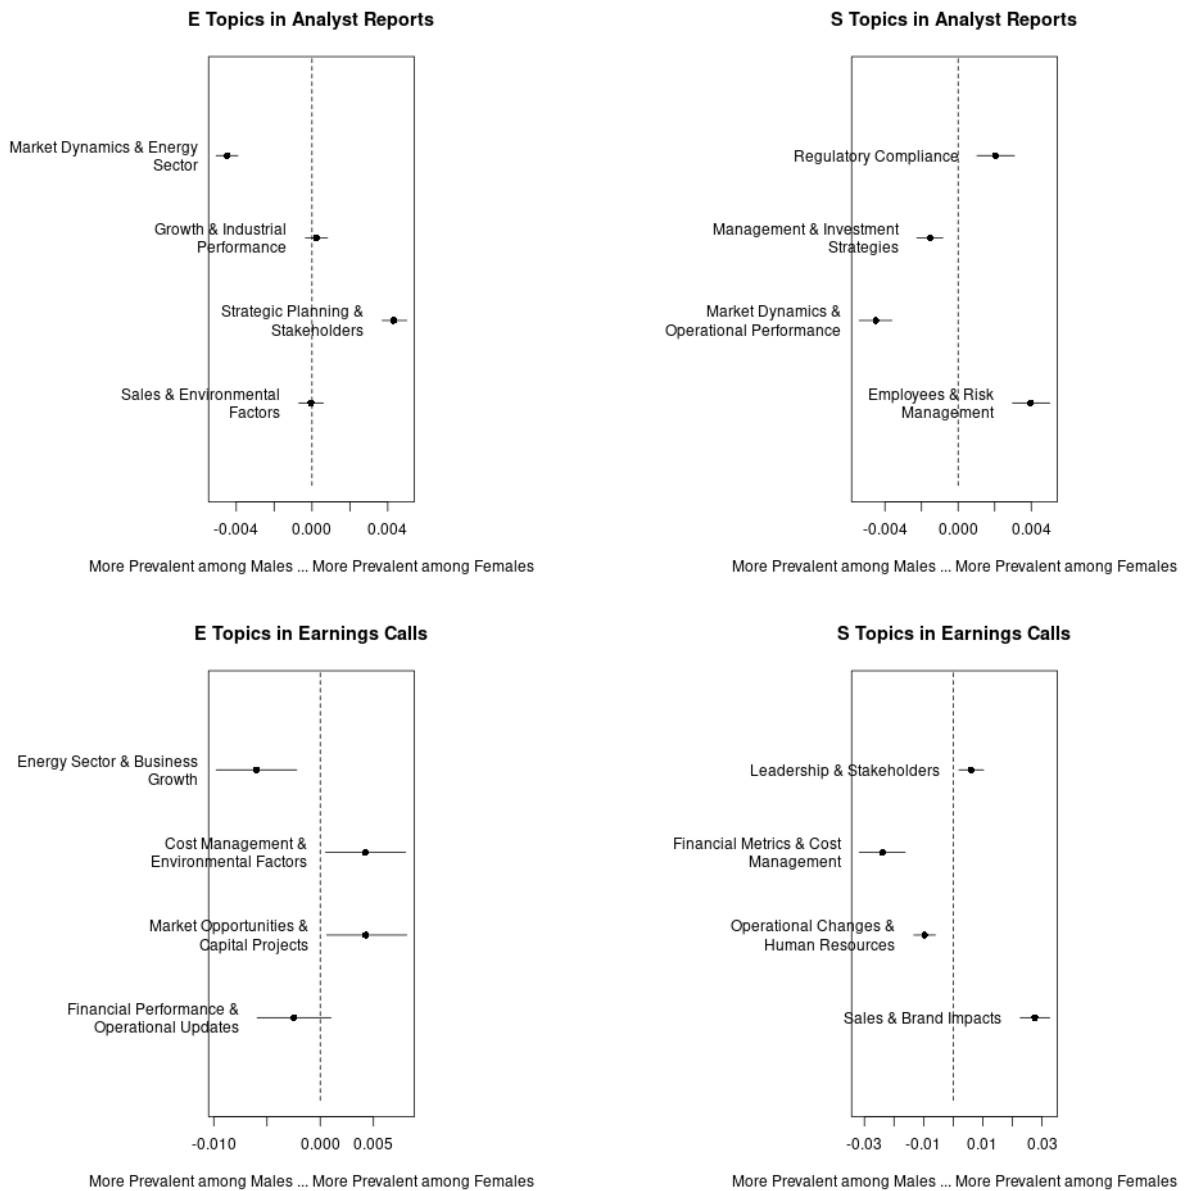 E Topics in Analyst Reports
Market Dynamics & Energy
Sector
Growth & Industrial
Performance
Strategic Planning &
Stakeholders
Sales & Environmental
Factors
-0.004 0.000 0.004
More Prevalent among Males ... More Prevalent among Females
S Topics in Analyst Reports
Regulatory Compliance
Management & Investment
Strategies
Market Dynamics &
Operational Performance
Employees & Risk
Management
-0.004 0.000 0.004
More Prevalent among Males ... More Prevalent among Females
E Topics in Earnings Calls
Energy Sector & Business
Growth
Cost Management &
Environmental Factors
Market Opportunities &
Capital Projects
Financial Performance &
Operational Updates
-0.010 0.000 0.005
More Prevalent among Males ... More Prevalent among Females
S Topics in Earnings Calls
Leadership & Stakeholders
Financial Metrics & Cost
Management
Operational Changes &
Human Resources
Sales & Brand Impacts
-0.03 -0.01 0.01 0.03
More Prevalent among Males ... More Prevalent among Females